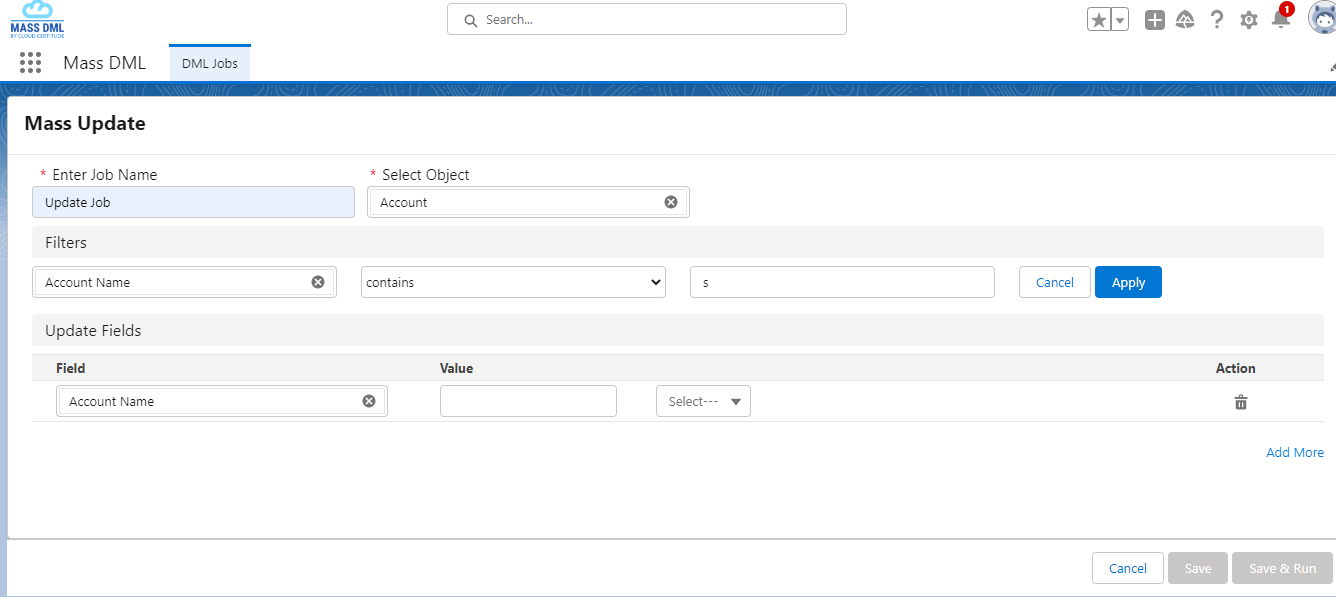 MASS DML
BY CLOUD CERTITUDE
Search...
1
Mass DML
DML Jobs
Mass Update
* Enter Job Name
* Select Object
Update Job
Account
Filters
Account Name
contains
s
Cancel
Apply
Update Fields
Field
Value
Action
Account Name
Select---
Add More
Cancel
Save
Save & Run